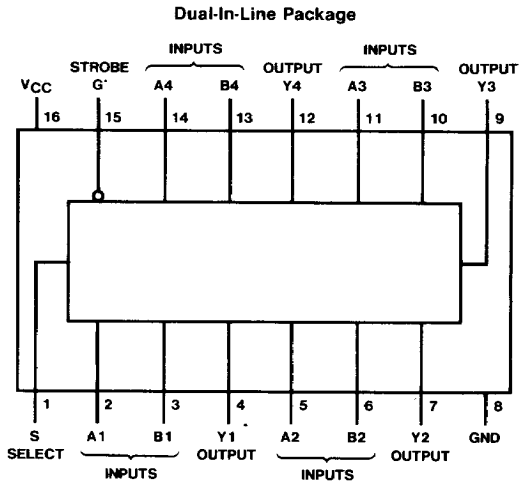 Dual-In-Line Package
INPUTS INPUTS
STROBE OUTPUT OUTPUT
VCC G A4 B4 Y4 A3 B3 Y3
16 15 14 13 12 11 10 9
1 2 3 4 5 6 7 8
S A1 B1 Y1 A2 B2 Y2 GND
SELECT OUTPUT OUTPUT
INPUTS INPUTS